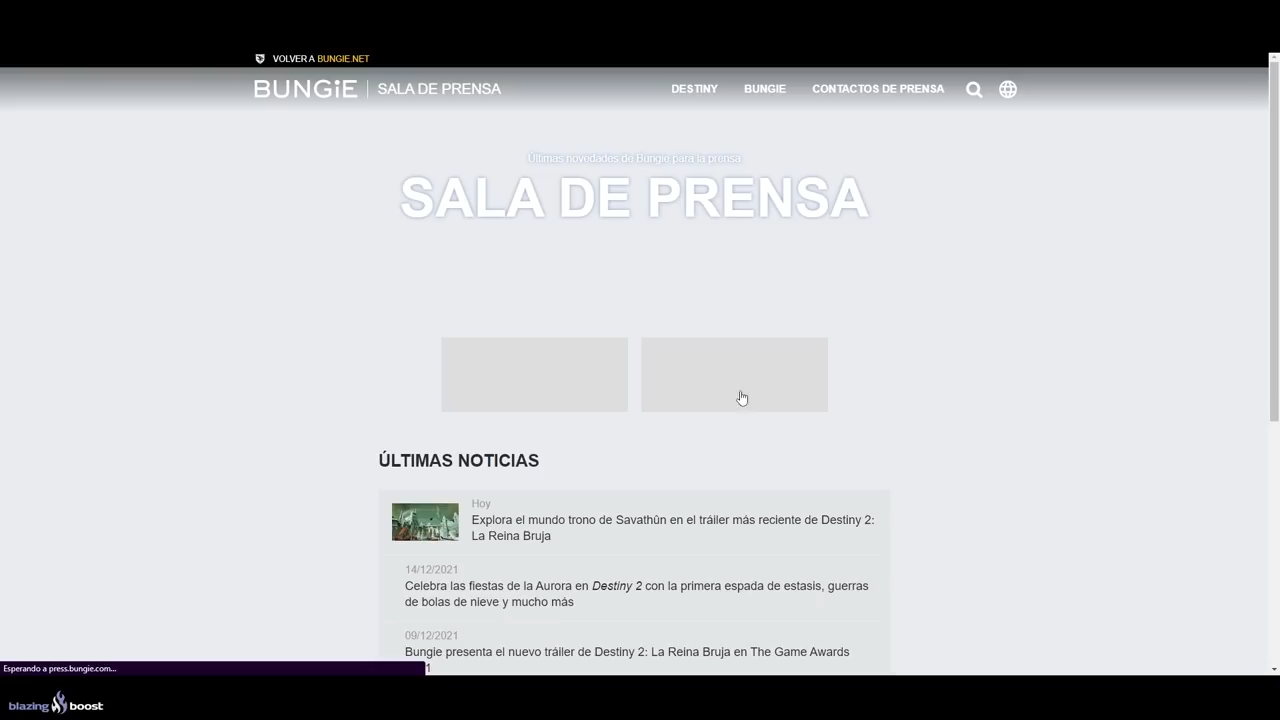 VOLVER A BUNGIE.NET
BUNGiE | SALA DE PRENSA
DESTINY BUNGIE CONTACTOS DE PRENSA
Últimas novedades de Bungie para la prensa
SALA DE PRENSA
ÚLTIMAS NOTICIAS
Hoy
Explora el mundo trono de Savathûn en el tráiler más reciente de Destiny 2:
La Reina Bruja
14/12/2021
Celebra las fiestas de la Aurora en Destiny 2 con la primera espada de estasis, guerras
de bolas de nieve y mucho más
09/12/2021
Bungie presenta el nuevo tráiler de Destiny 2: La Reina Bruja en The Game Awards
Esperando a press.bungie.com...
blazing boost